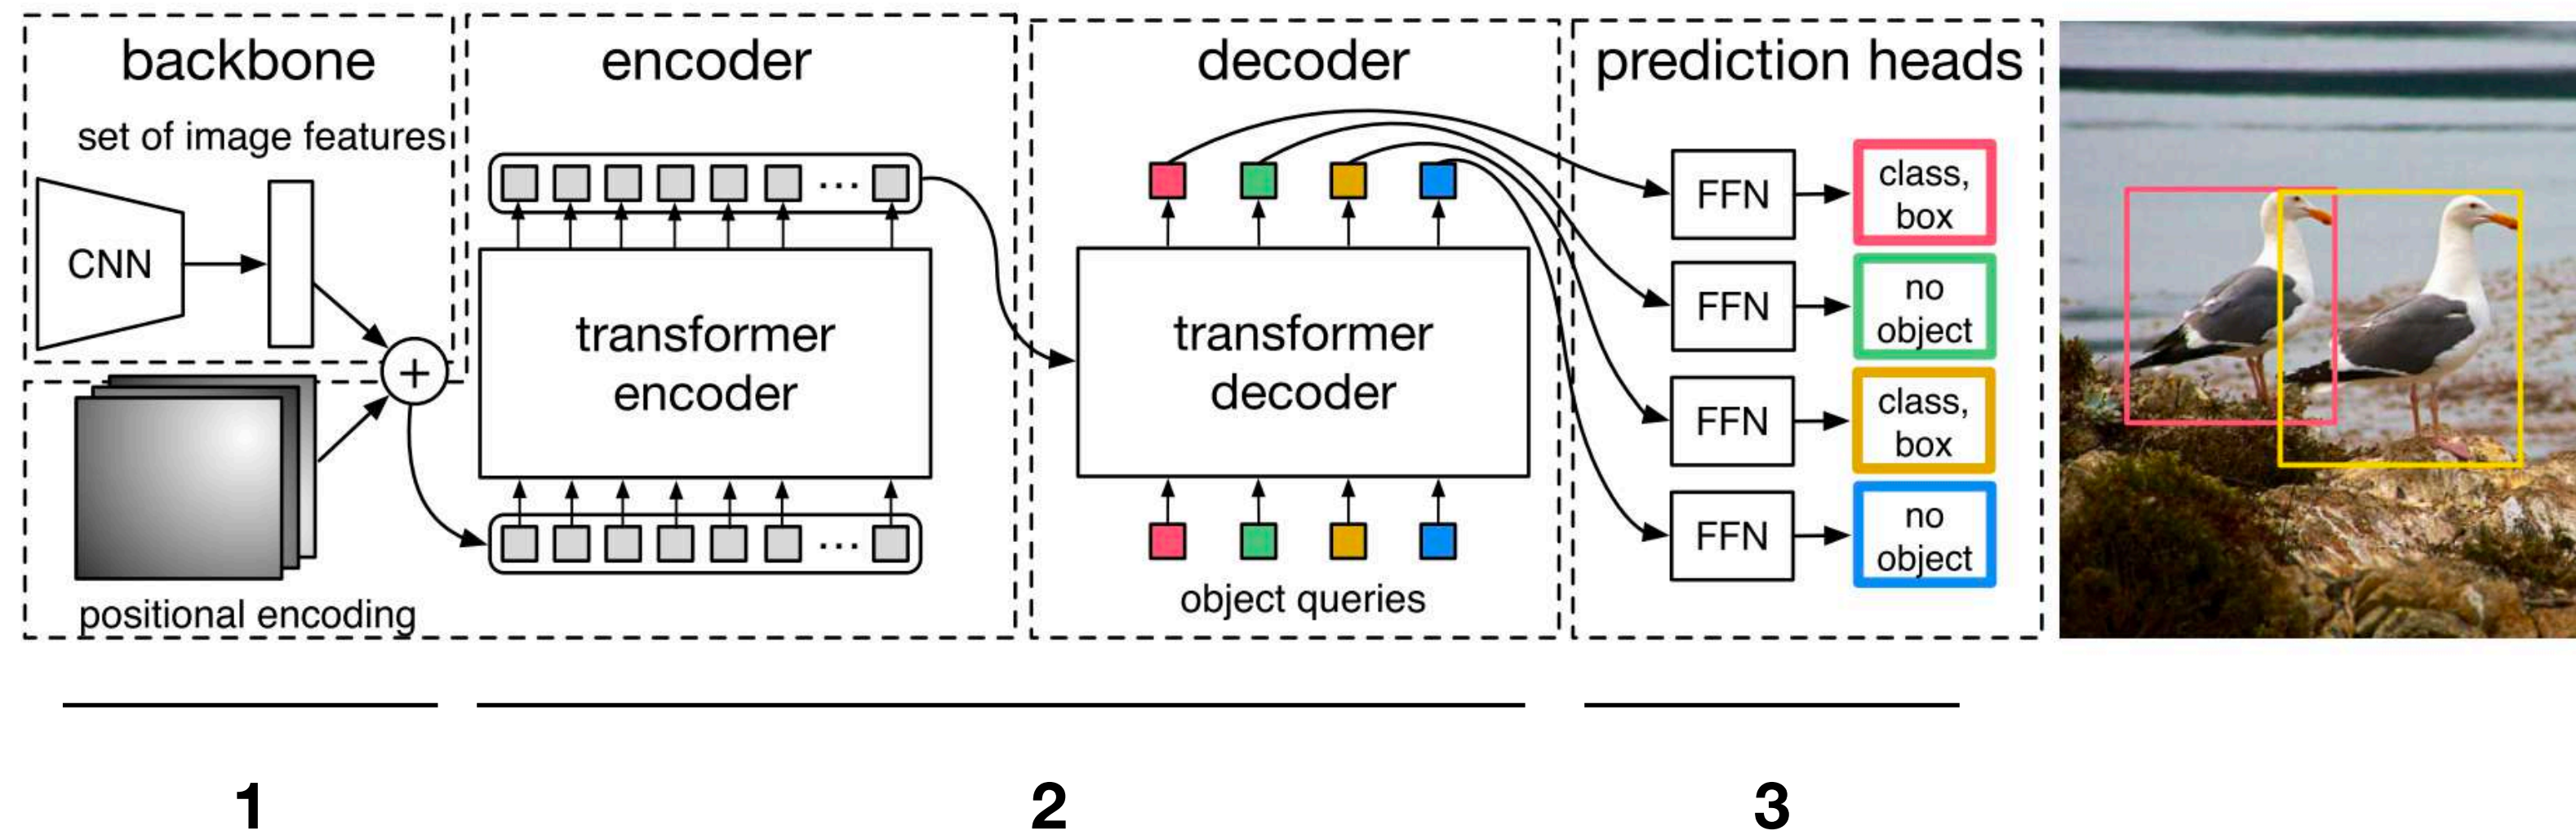 backbone
set of image features
CNN
+
positional encoding
encoder
...
transformer
encoder
...
decoder
transformer
decoder
object queries
prediction heads
FFN
class,
box
FFN
no
object
FFN
class,
box
FFN
no
object
1
2
3